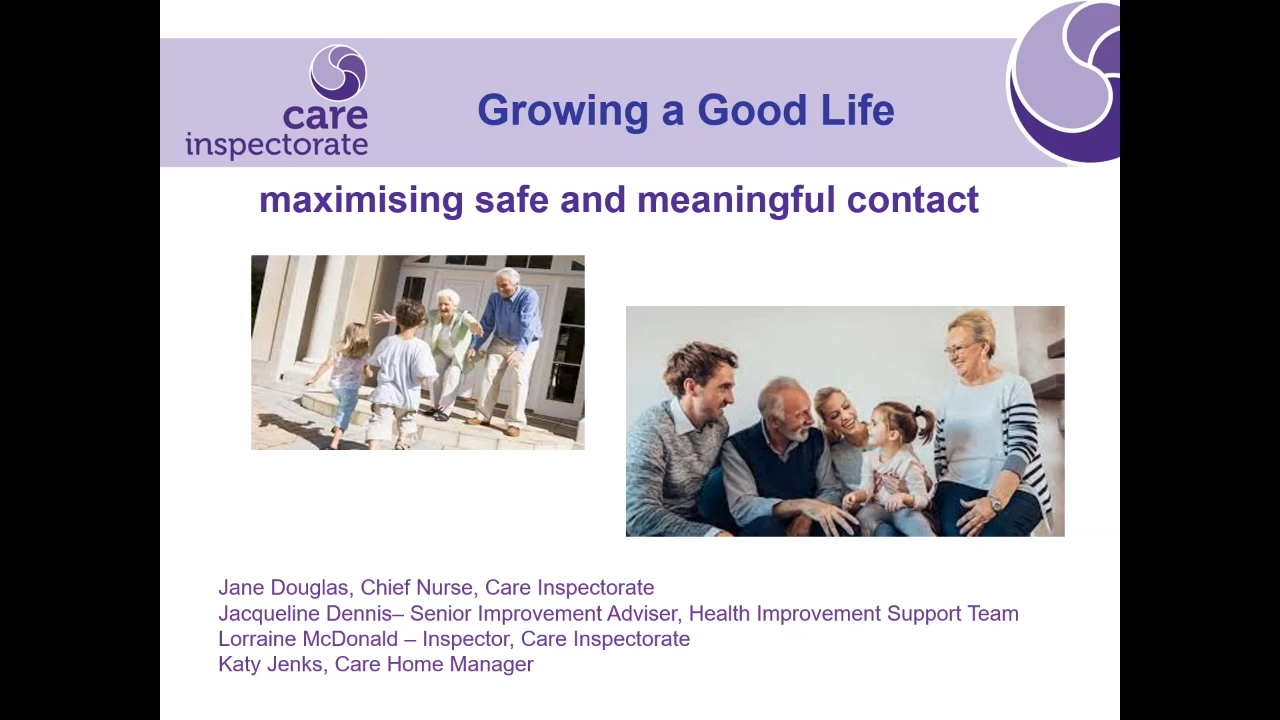 care
inspectorate
Growing a Good Life
maximising safe and meaningful contact
Jane Douglas, Chief Nurse, Care Inspectorate
Jacqueline Dennis– Senior Improvement Adviser, Health Improvement Support Team
Lorraine McDonald – Inspector, Care Inspectorate
Katy Jenks, Care Home Manager